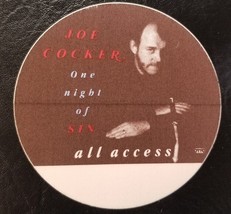 JOE
COCKER
One
night
of
SIN
all access